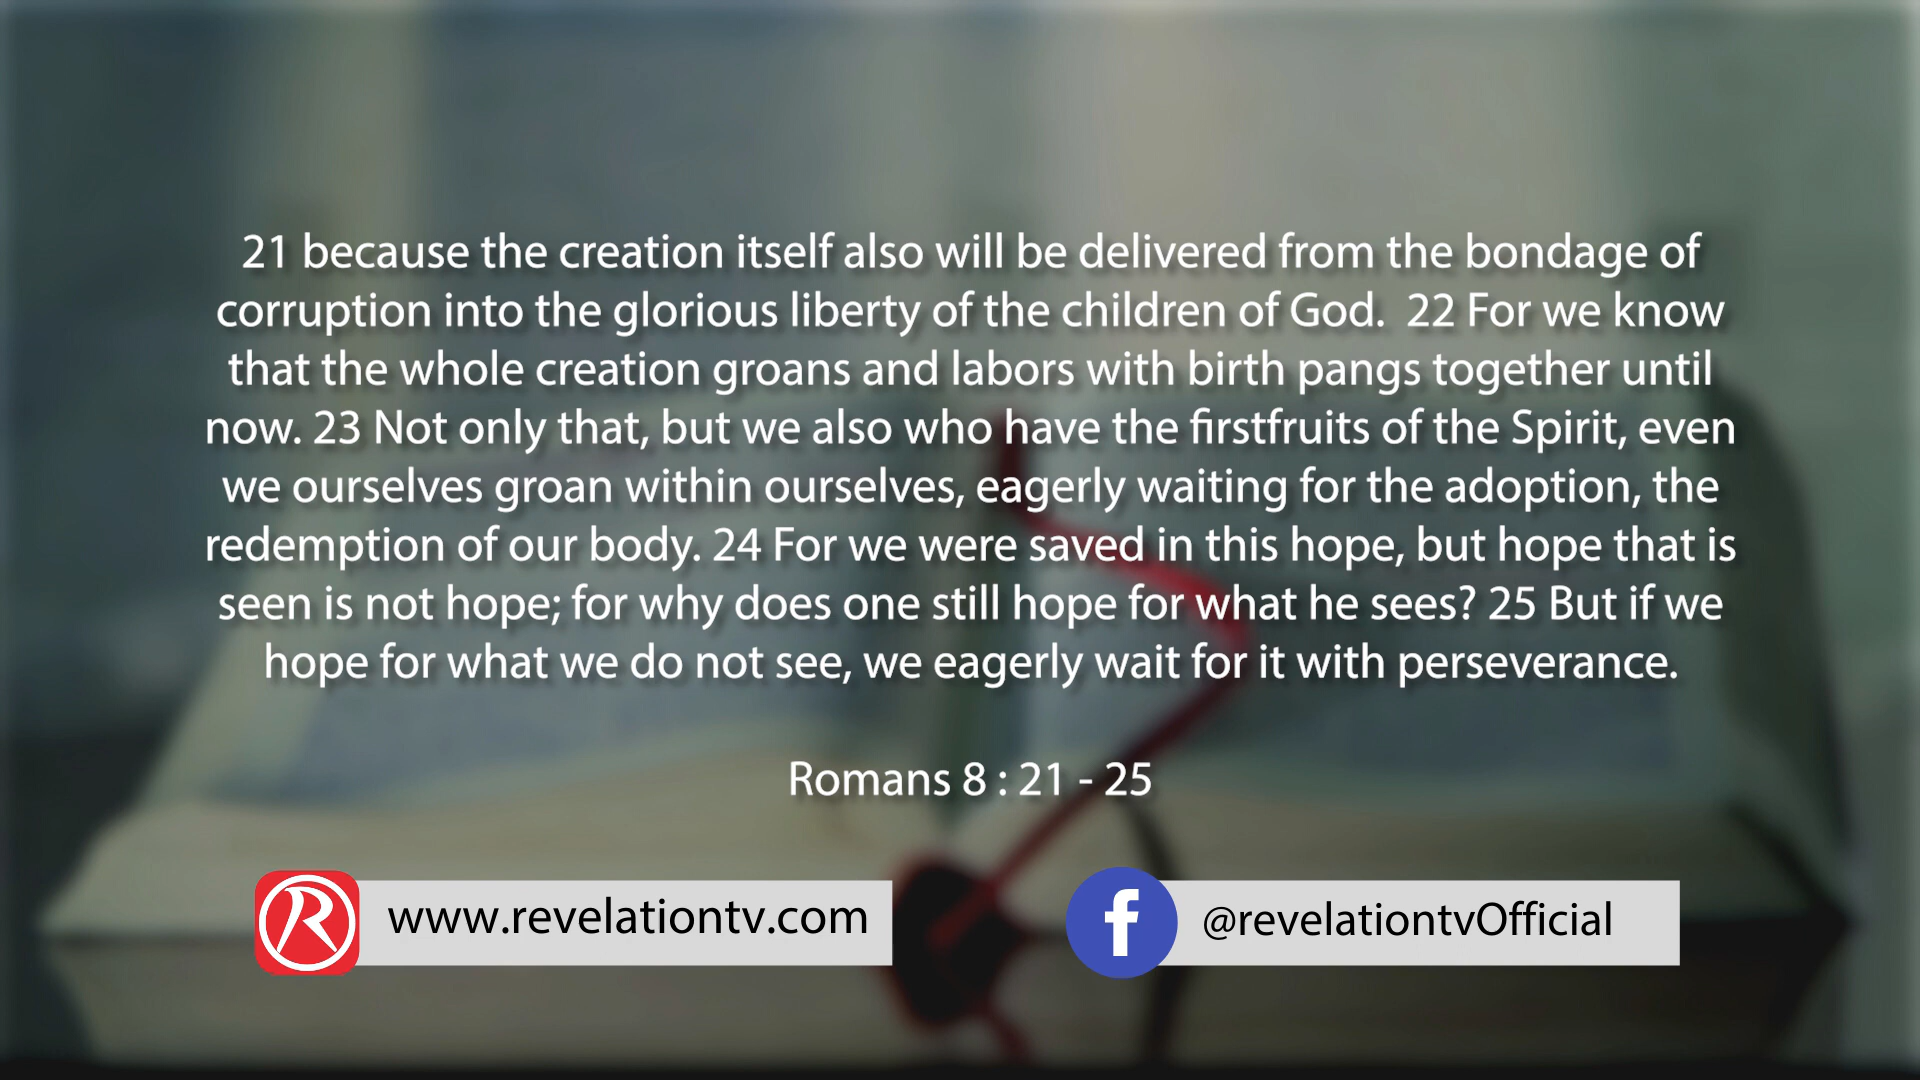 21 because the creation itself also will be delivered from the bondage of
corruption into the glorious liberty of the children of God.  22 For we know
that the whole creation groans and labors with birth pangs together until
now. 23 Not only that, but we also who have the firstfruits of the Spirit, even
we ourselves groan within ourselves, eagerly waiting for the adoption, the
redemption of our body. 24 For we were saved in this hope, but hope that is
seen is not hope; for why does one still hope for what he sees? 25 But if we
hope for what we do not see, we eagerly wait for it with perseverance.
Romans 8 : 21 - 25
R www.revelationtv.com
f @revelationtvOfficial